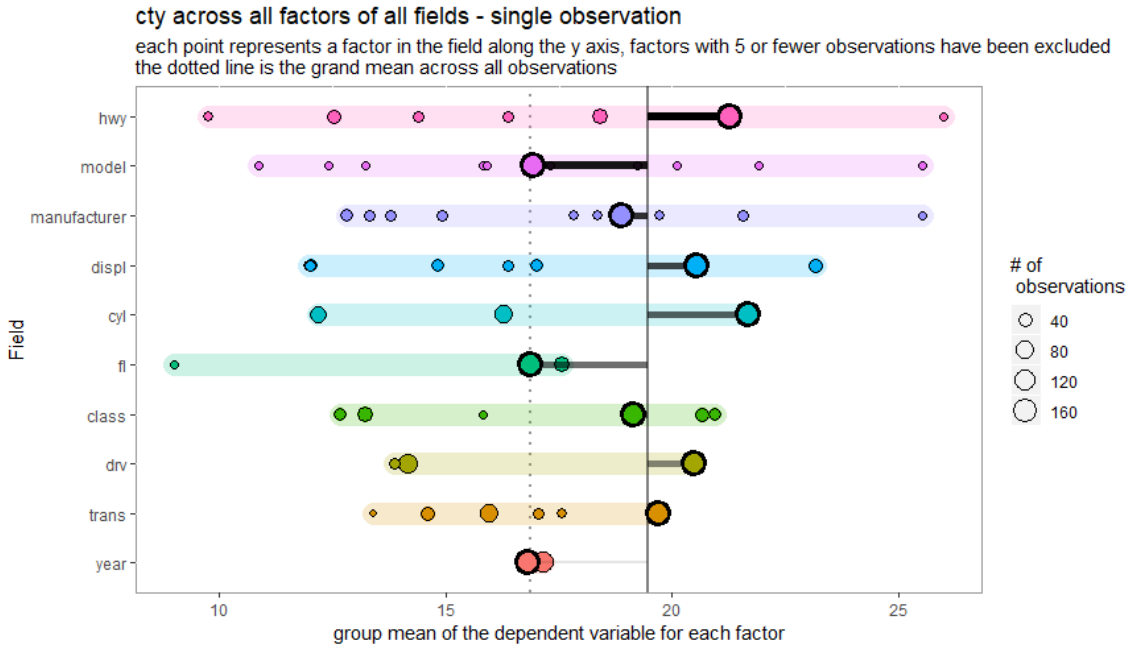 cty across all factors of all fields - single observation
each point represents a factor in the field along the y axis, factors with 5 or fewer observations have been excluded
the dotted line is the grand mean across all observations
hwy
model
manufacturer
displ
cyl
fl
class
drv
trans
year
Field
10 15 20 25
group mean of the dependent variable for each factor
# of
observations
40
80
120
160